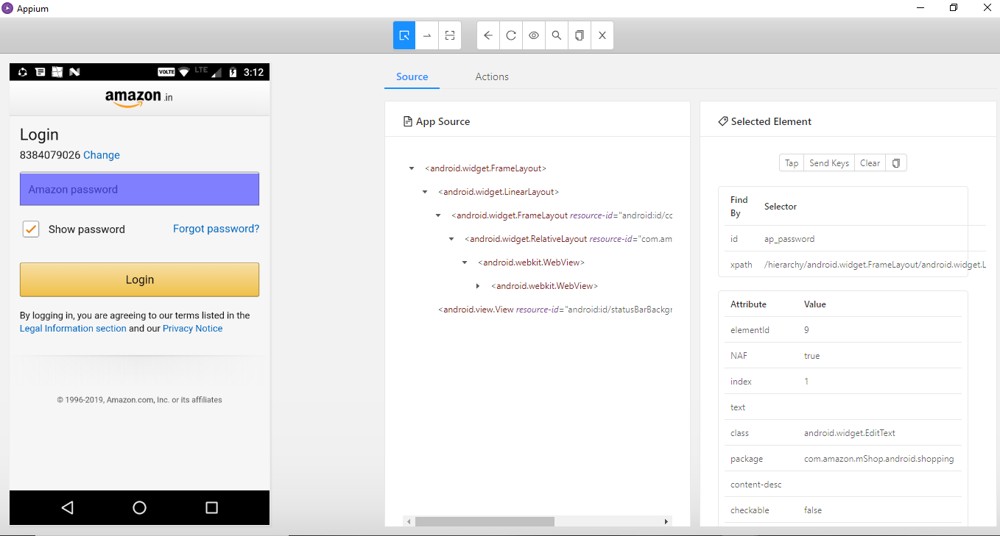 Appium
VOLTE LTE 3:12
amazon.in
Login
8384079026 Change
Amazon password
Show password Forgot password?
Login
By logging in, you are agreeing to our terms listed in the
Legal Information section and our Privacy Notice
© 1996-2019, Amazon.com, Inc. or its affiliates
Source Actions
App Source
<android.widget.FrameLayout>
<android.widget.LinearLayout>
<android.widget.FrameLayout resource-id="android:id/cc
<android.widget.RelativeLayout resource-id="com.am
<android.webkit.WebView>
<android.webkit.WebView>
<android.view.View resource-id="android:id/statusBarBackgr
Selected Element
Tap Send Keys Clear
Find By Selector
id ap_password
xpath /hierarchy/android.widget.FrameLayout/android.widget.L
Attribute Value
elementId 9
NAF true
index 1
text
class android.widget.EditText
package com.amazon.mShop.android.shopping
content-desc
checkable false